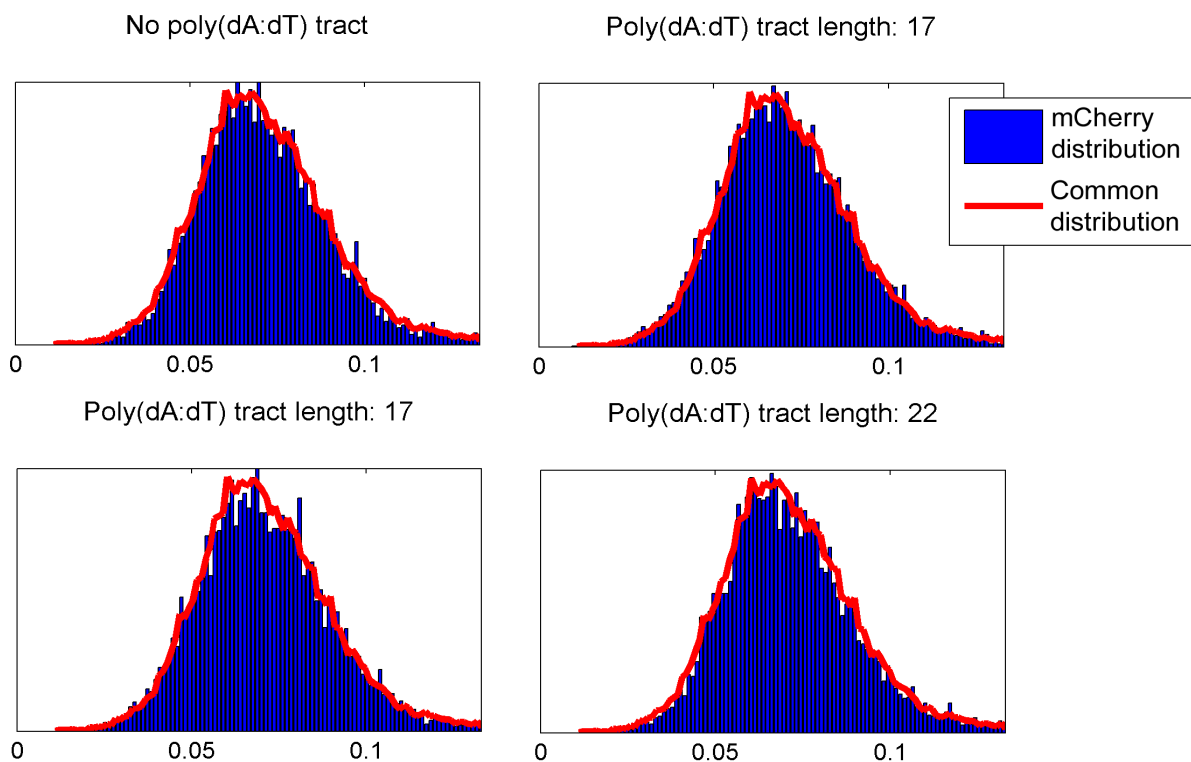 No poly(dA:dT) tract
Poly(dA:dT) tract length: 17
mCherry
distribution
Common
distribution
0
0.05
0.1
0
0.05
0.1
Poly(dA:dT) tract length: 17
Poly(dA:dT) tract length: 22
0
0.05
0.1
0
0.05
0.1